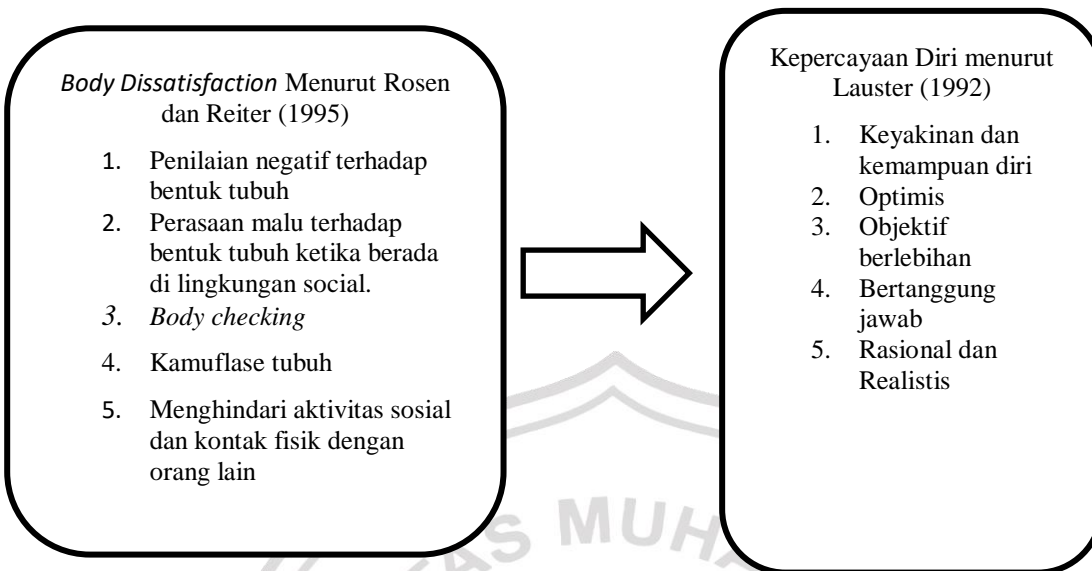 Body Dissatisfaction Menurut Rosen
dan Reiter (1995)
1. Penilaian negatif terhadap
bentuk tubuh
2. Perasaan malu terhadap
bentuk tubuh ketika berada
di lingkungan social.
3. Body checking
4. Kamuflase tubuh
5. Menghindari aktivitas sosial
dan kontak fisik dengan
orang lain
Kepercayaan Diri menurut
Lauster (1992)
1. Keyakinan dan
kemampuan diri
2. Optimis
3. Objektif
berlebihan
4. Bertanggung
jawab
5. Rasional dan
Realistis